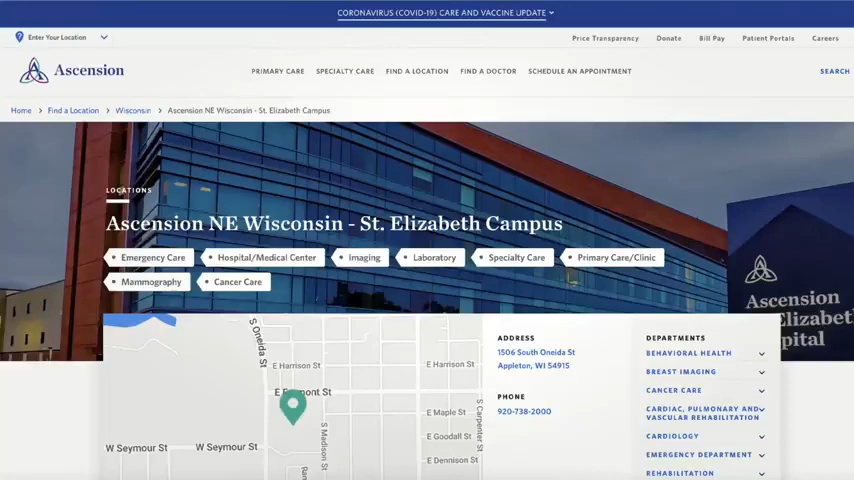 CORONAVIRUS (COVID-19) CARE AND VACCINE UPDATE
Enter Your Location
Price Transparency Donate Bill Pay Patient Portals Careers
Ascension
PRIMARY CARE SPECIALTY CARE FIND A LOCATION FIND A DOCTOR SCHEDULE AN APPOINTMENT SEARCH
Home > Find a Location > Wisconsin > Ascension NE Wisconsin - St. Elizabeth Campus
LOCATIONS
Ascension NE Wisconsin - St. Elizabeth Campus
Emergency Care Hospital/Medical Center Imaging Laboratory Specialty Care Primary Care/Clinic
Mammography Cancer Care
Ascension
Elizabeth
pital
S Oneida St
E Harrison St
E Harrison St
E Fremont St
E Maple St
S Madison St
S Carpenter St
E Goodall St
W Seymour St
W Seymour St
E Dennison St
Ran
ADDRESS
1506 South Oneida St
Appleton, WI 54915
PHONE
920-738-2000
DEPARTMENTS
BEHAVIORAL HEALTH
BREAST IMAGING
CANCER CARE
CARDIAC, PULMONARY AND
VASCULAR REHABILITATION
CARDIOLOGY
EMERGENCY DEPARTMENT
REHABILITATION